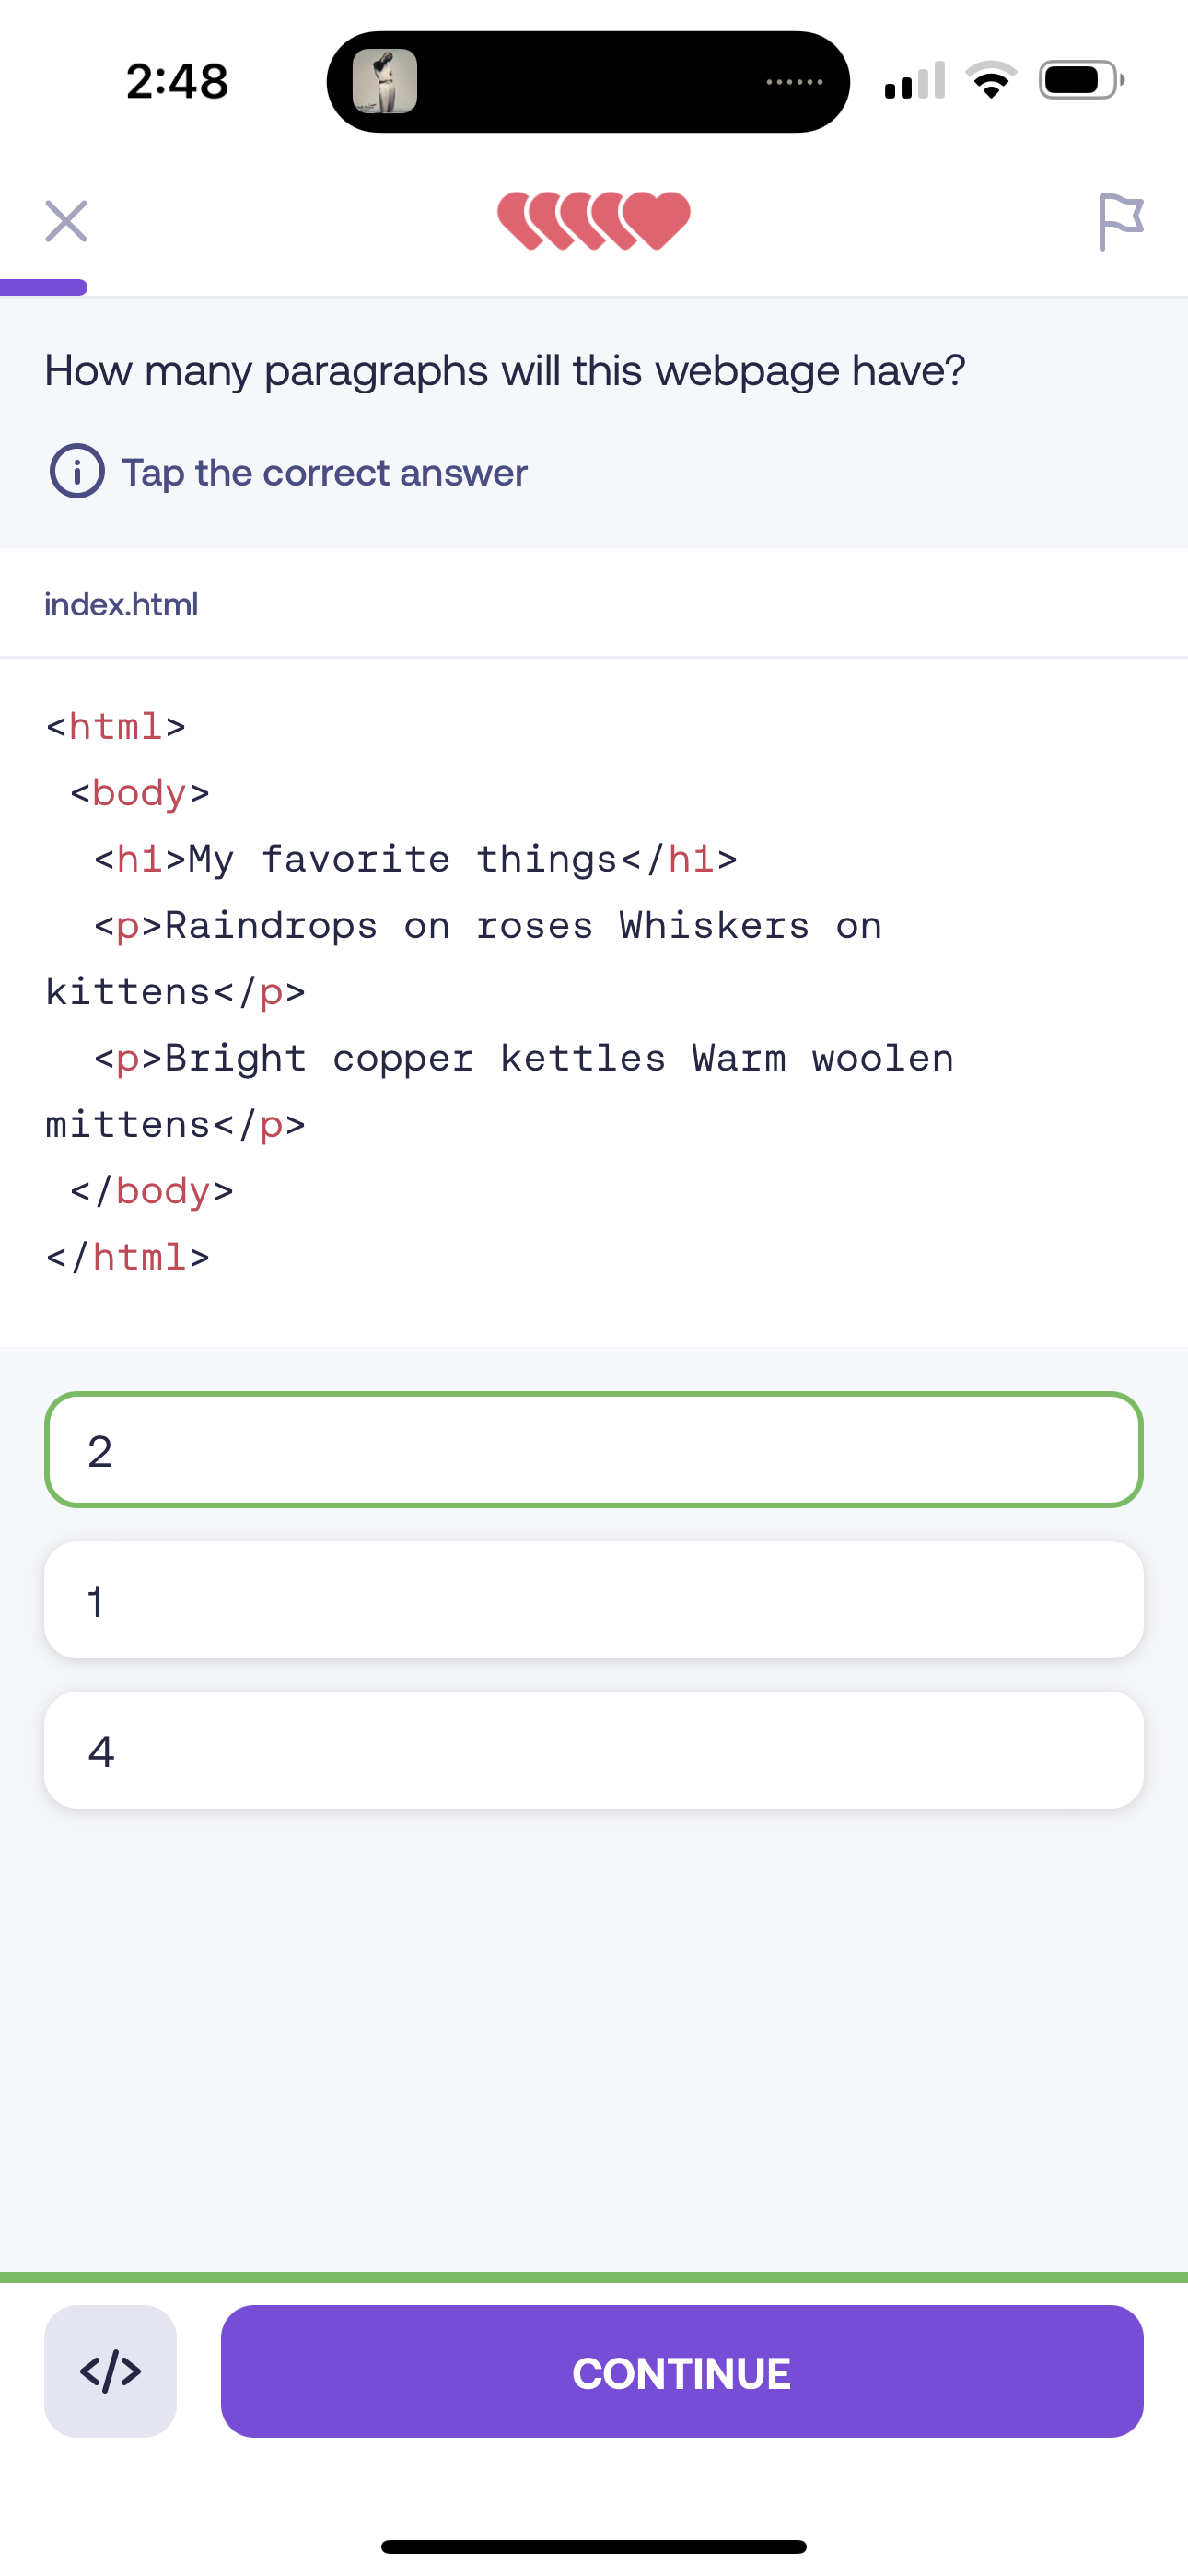 2:48
How many paragraphs will this webpage have?
Tap the correct answer
index.html
<html>
<body>
<h1>My favorite things</h1>
<p>Raindrops on roses Whiskers on
kittens</p>
<p>Bright copper kettles Warm woolen
mittens</p>
</body>
</html>
2
1
4
</>
CONTINUE